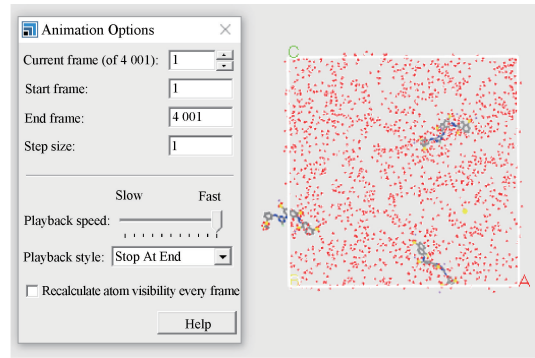 Animation Options
Current frame (of 4 001): 1
Start frame: 1
End frame: 4 001
Step size: 1
Slow Fast
Playback speed:
Playback style: Stop At End
Recalculate atom visibility every frame
Help
C
A